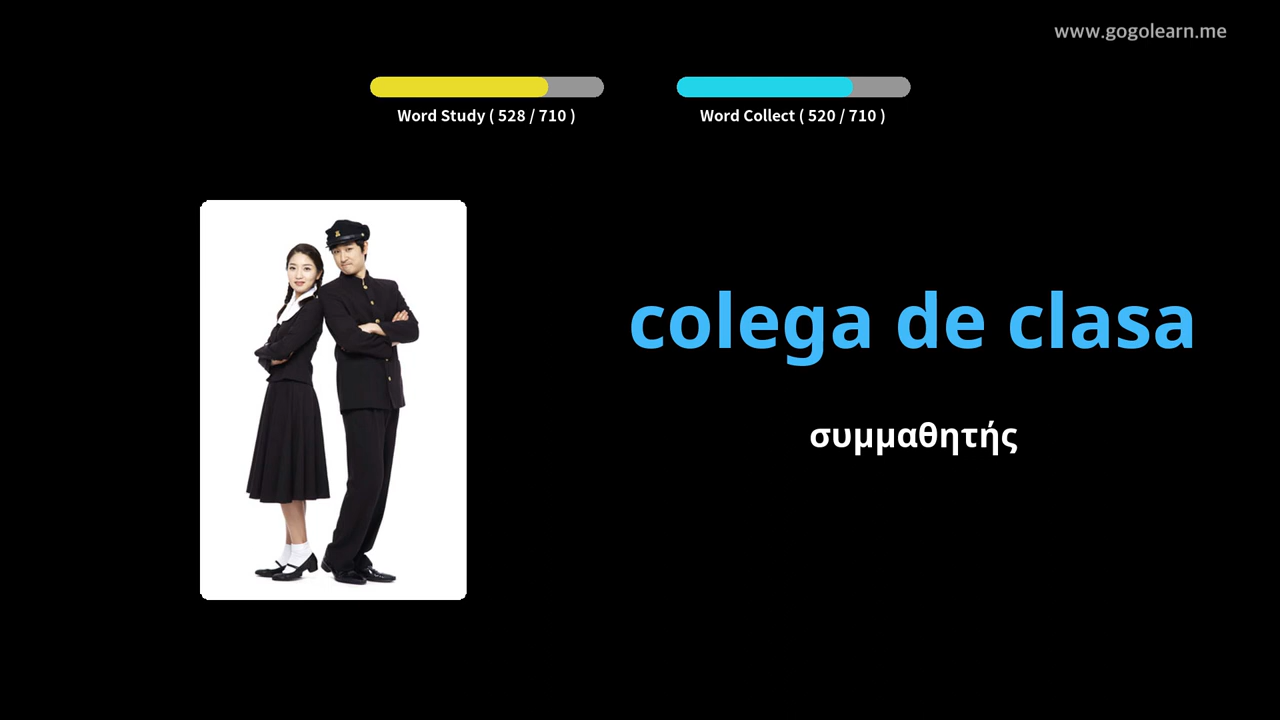 www.gogolearn.me
Word Study ( 528 / 710 )
Word Collect ( 520 / 710 )
colega de clasa
συμμαθητής